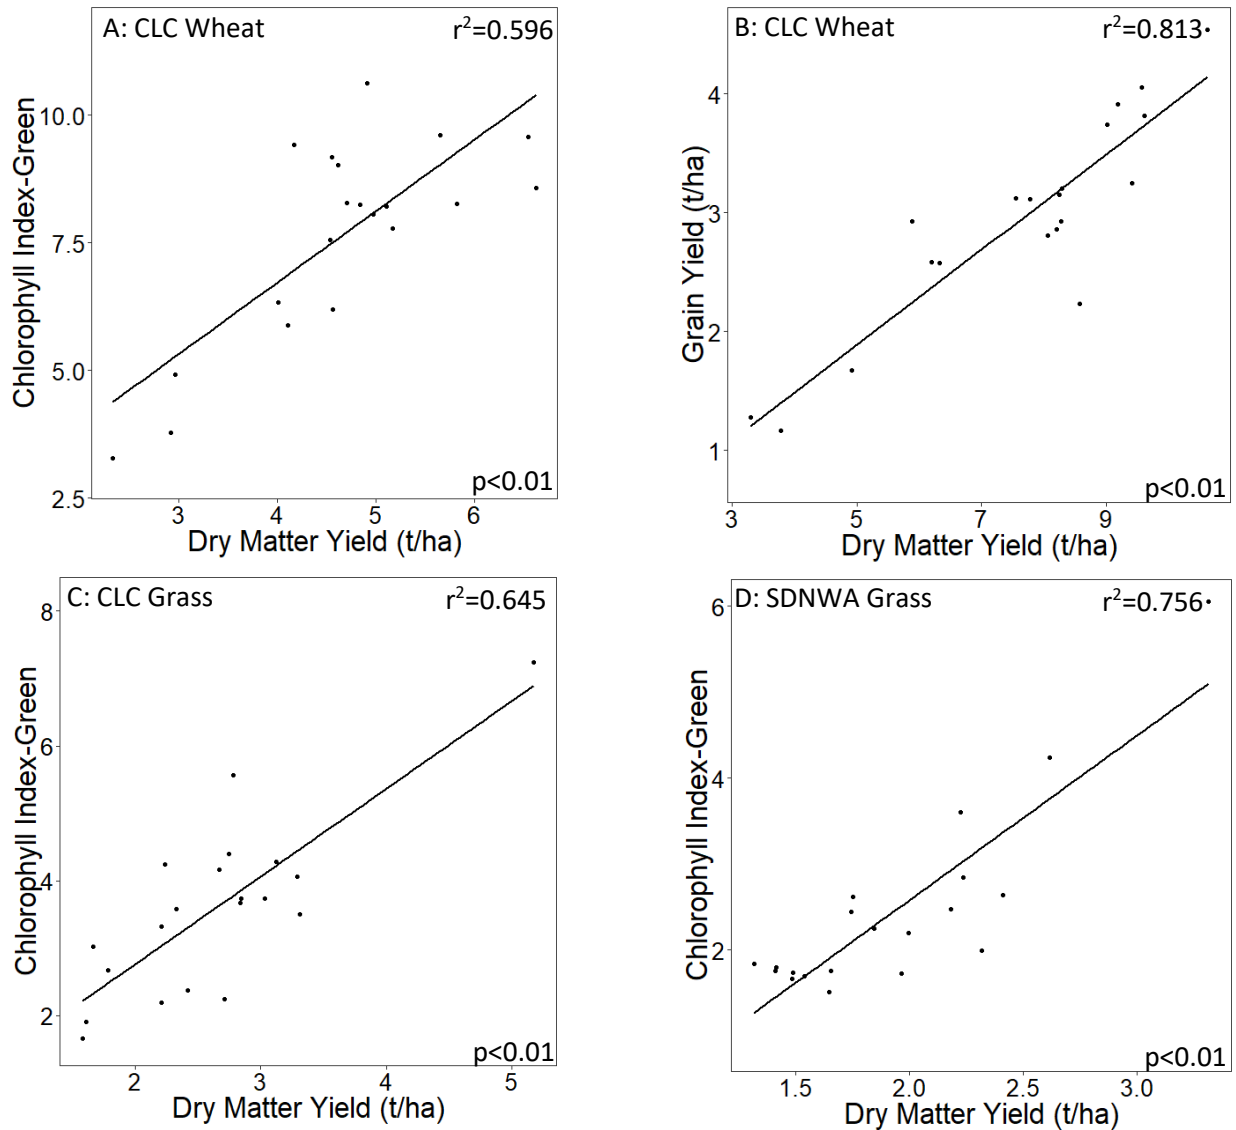 A: CLC Wheat
r²=0.596
Chlorophyll Index-Green
10.0
7.5
5.0
2.5
p<0.01
3 4 5 6
Dry Matter Yield (t/ha)
B: CLC Wheat
r²=0.813
Grain Yield (t/ha)
4
3
2
1
p<0.01
3 5 7 9
Dry Matter Yield (t/ha)
C: CLC Grass
r²=0.645
Chlorophyll Index-Green
8
6
4
2
p<0.01
2 3 4 5
Dry Matter Yield (t/ha)
D: SDNWA Grass
r²=0.756
Chlorophyll Index-Green
6
4
2
p<0.01
1.5 2.0 2.5 3.0
Dry Matter Yield (t/ha)